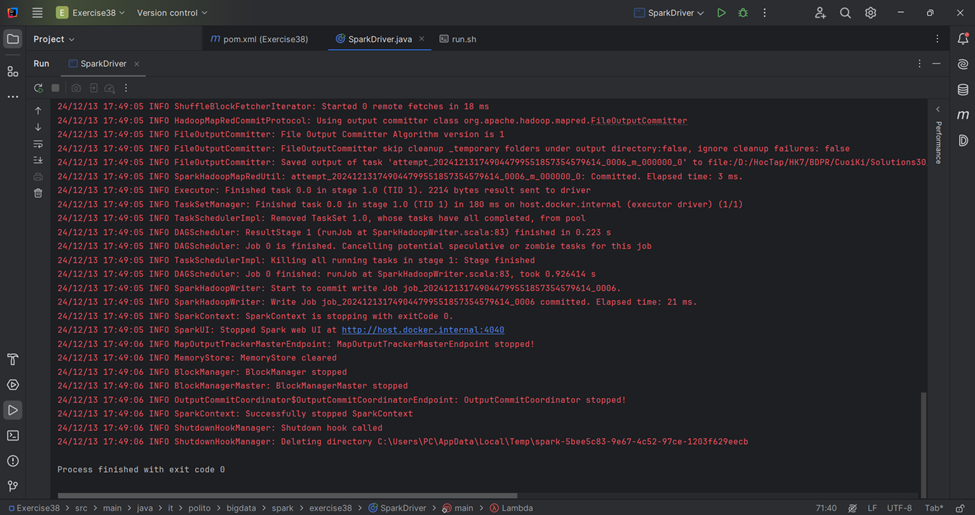 E Exercise38 Version control SparkDriver
Project pom.xml (Exercise38) SparkDriver.java run.sh
Run SparkDriver
24/12/13 17:49:05 INFO ShuffleBlockFetcherIterator: Started 0 remote fetches in 18 ms
24/12/13 17:49:05 INFO HadoopMapRedCommitProtocol: Using output committer class org.apache.hadoop.mapred.FileOutputCommitter
24/12/13 17:49:05 INFO FileOutputCommitter: File Output Committer Algorithm version is 1
24/12/13 17:49:05 INFO FileOutputCommitter: FileOutputCommitter skip cleanup _temporary folders under output directory:false, ignore cleanup failures: false
24/12/13 17:49:05 INFO FileOutputCommitter: Saved output of task 'attempt_202412131749044799551857354579614_0006_m_000000_0' to file:/D:/HocTap/HK7/BDPR/CuoiKi/Solutions30
24/12/13 17:49:05 INFO SparkHadoopMapRedUtil: attempt_202412131749044799551857354579614_0006_m_000000_0: Committed. Elapsed time: 3 ms.
24/12/13 17:49:05 INFO Executor: Finished task 0.0 in stage 1.0 (TID 1). 2214 bytes result sent to driver
24/12/13 17:49:05 INFO TaskSetManager: Finished task 0.0 in stage 1.0 (TID 1) in 180 ms on host.docker.internal (executor driver) (1/1)
24/12/13 17:49:05 INFO TaskSchedulerImpl: Removed TaskSet 1.0, whose tasks have all completed, from pool
24/12/13 17:49:05 INFO DAGScheduler: ResultStage 1 (runJob at SparkHadoopWriter.scala:83) finished in 0.223 s
24/12/13 17:49:05 INFO DAGScheduler: Job 0 is finished. Cancelling potential speculative or zombie tasks for this job
24/12/13 17:49:05 INFO TaskSchedulerImpl: Killing all running tasks in stage 1: Stage finished
24/12/13 17:49:05 INFO DAGScheduler: Job 0 finished: runJob at SparkHadoopWriter.scala:83, took 0.926414 s
24/12/13 17:49:05 INFO SparkHadoopWriter: Start to commit write Job job_202412131749044799551857354579614_0006.
24/12/13 17:49:05 INFO SparkHadoopWriter: Write Job job_202412131749044799551857354579614_0006 committed. Elapsed time: 21 ms.
24/12/13 17:49:05 INFO SparkContext: SparkContext is stopping with exitCode 0.
24/12/13 17:49:05 INFO SparkUI: Stopped Spark web UI at http://host.docker.internal:4040
24/12/13 17:49:06 INFO MapOutputTrackerMasterEndpoint: MapOutputTrackerMasterEndpoint stopped!
24/12/13 17:49:06 INFO MemoryStore: MemoryStore cleared
24/12/13 17:49:06 INFO BlockManager: BlockManager stopped
24/12/13 17:49:06 INFO BlockManagerMaster: BlockManagerMaster stopped
24/12/13 17:49:06 INFO OutputCommitCoordinator$OutputCommitCoordinatorEndpoint: OutputCommitCoordinator stopped!
24/12/13 17:49:06 INFO SparkContext: Successfully stopped SparkContext
24/12/13 17:49:06 INFO ShutdownHookManager: Shutdown hook called
24/12/13 17:49:06 INFO ShutdownHookManager: Deleting directory C:\Users\PC\AppData\Local\Temp\spark-5bee5c83-9e67-4c52-97ce-1203f629eecb
Process finished with exit code 0
Performance
Exercise38 > src > main > java > it > polito > bigdata > spark > exercise38 > SparkDriver > main > Lambda 71:40 LF UTF-8 Tab*